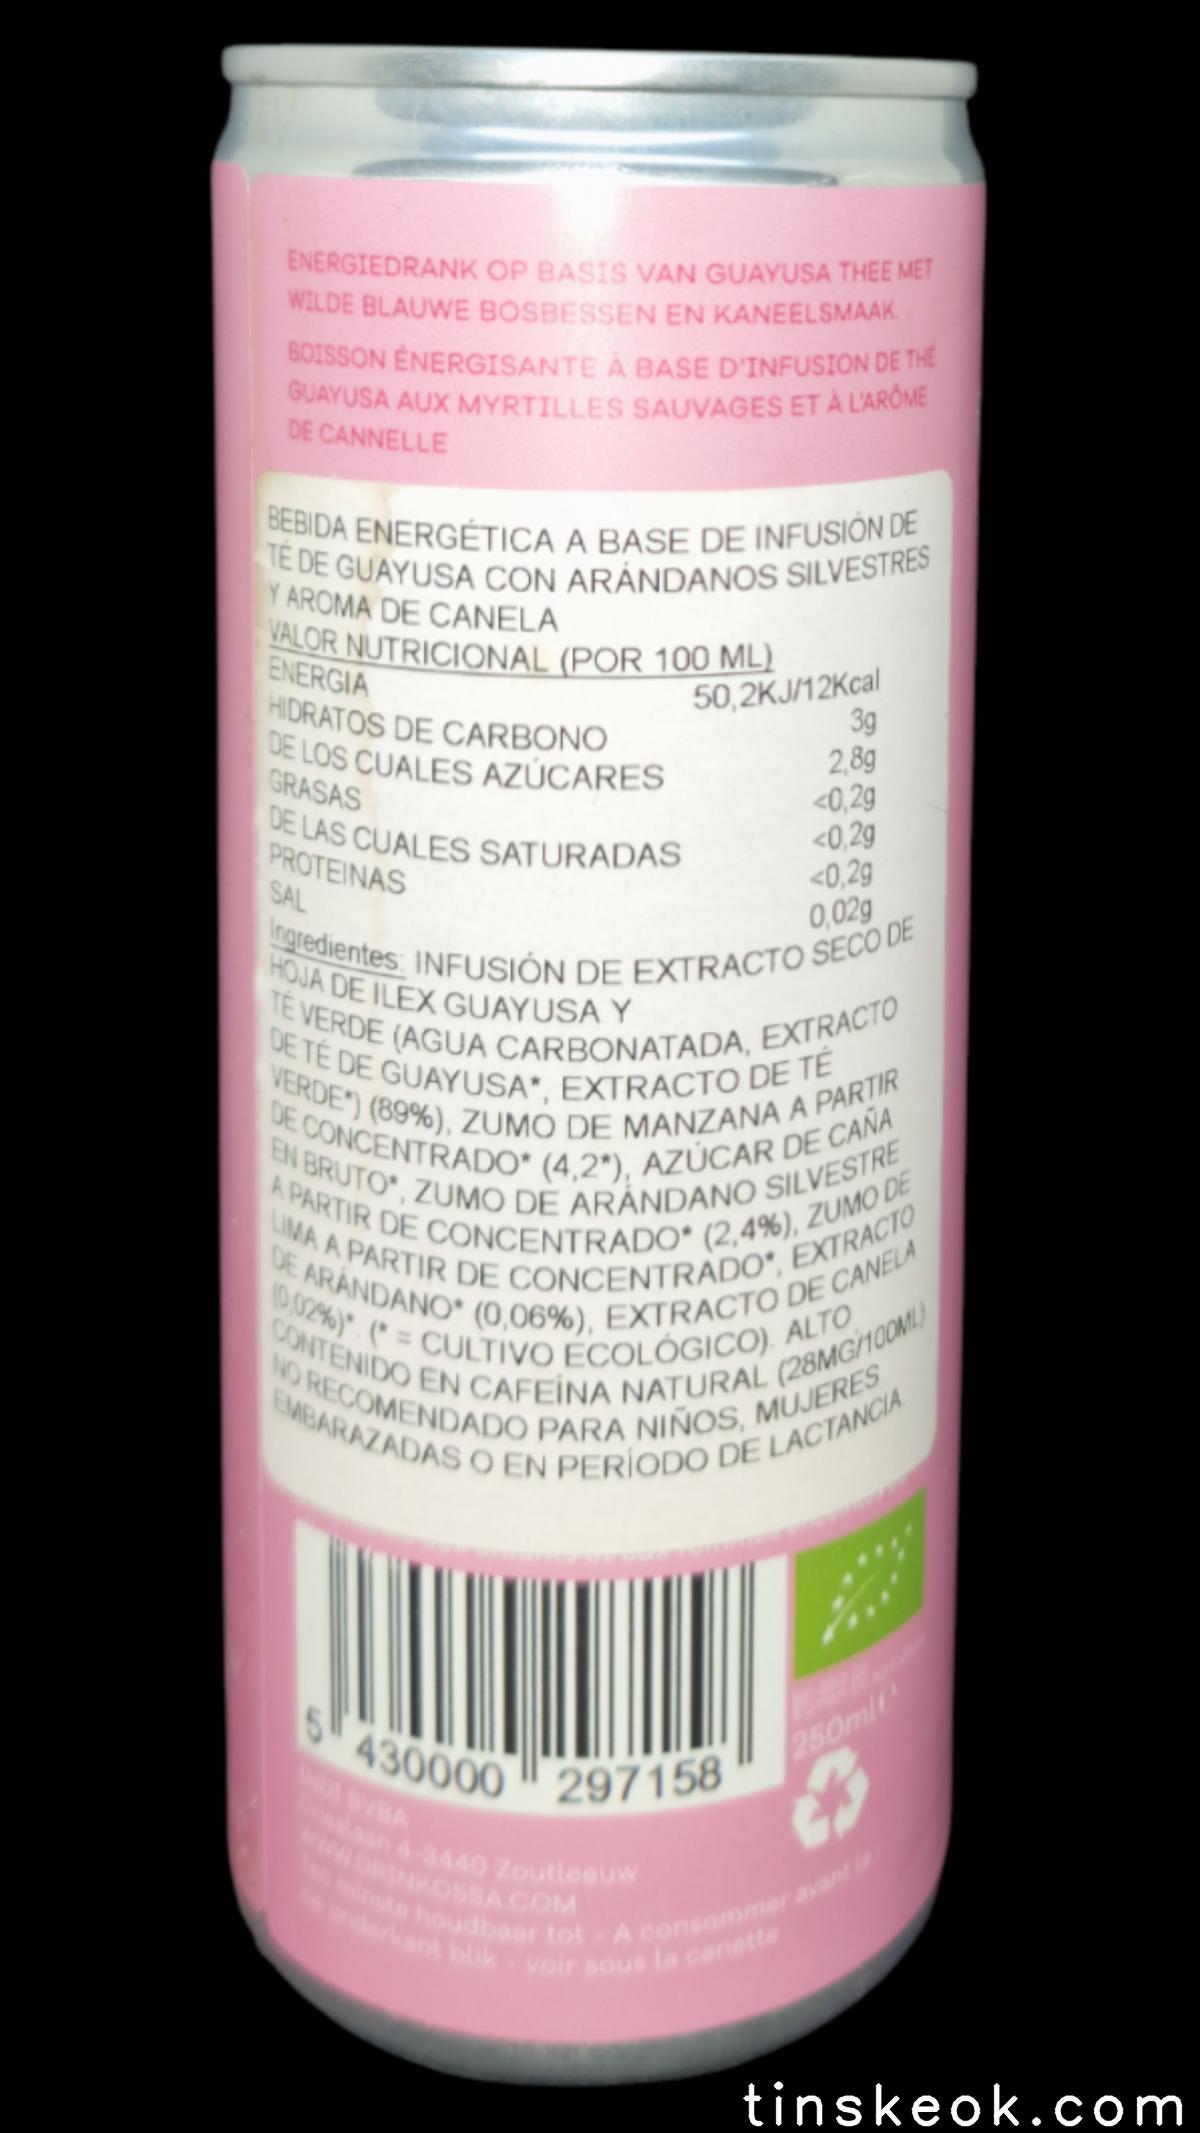 ENERGIEDRANK OP BASIS VAN GUAYUSA THEE MET
WILDE BLAUWE BOSBESSEN EN KANEELSMAAK.
BOISSON ÉNERGISANTE À BASE D'INFUSION DE THÉ
GUAYUSA AUX MYRTILLES SAUVAGES ET À L'ARÔME
DE CANNELLE
BEBIDA ENERGÉTICA A BASE DE INFUSIÓN DE
TÉ DE GUAYUSA CON ARÁNDANOS SILVESTRES
Y AROMA DE CANELA
VALOR NUTRICIONAL (POR 100 ML)
ENERGIA 50,2KJ/12Kcal
HIDRATOS DE CARBONO 3g
DE LOS CUALES AZÚCARES 2,8g
GRASAS <0,2g
DE LAS CUALES SATURADAS <0,2g
PROTEINAS <0,2g
SAL 0,02g
Ingredientes: INFUSIÓN DE EXTRACTO SECO DE
HOJA DE ILEX GUAYUSA Y
TÉ VERDE (AGUA CARBONATADA, EXTRACTO
DE TÉ DE GUAYUSA*, EXTRACTO DE TÉ
VERDE*) (89%), ZUMO DE MANZANA A PARTIR
DE CONCENTRADO* (4,2*), AZÚCAR DE CAÑA
EN BRUTO*, ZUMO DE ARÁNDANO SILVESTRE
A PARTIR DE CONCENTRADO* (2,4%), ZUMO DE
LIMA A PARTIR DE CONCENTRADO*, EXTRACTO
DE ARÁNDANO* (0,06%), EXTRACTO DE CANELA
(0,02%)*. (* = CULTIVO ECOLÓGICO). ALTO
CONTENIDO EN CAFEÍNA NATURAL (28MG/100ML)
NO RECOMENDADO PARA NIÑOS, MUJERES
EMBARAZADAS O EN PERÍODO DE LACTANCIA.
5 430000 297158
250ml e
BVBA
4-3440 Zoutleeuw
WWW.DRINKOSSA.COM
Ten minste houdbaar tot - A consommer avant le :
zie onderkant blik - voir sous la canette
tinskeok.com